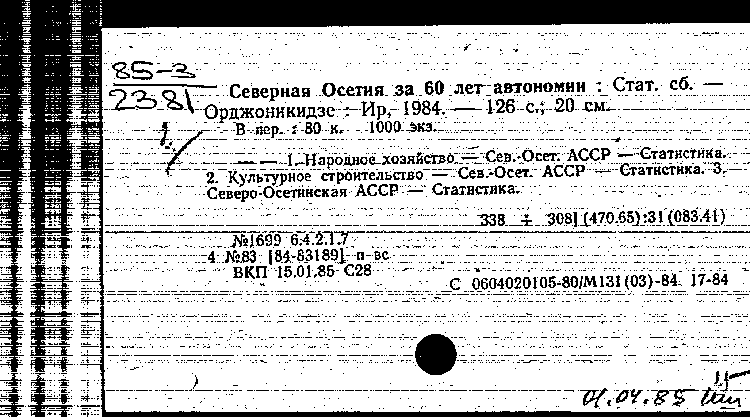 85-3
2381
Северная Осетия за 60 лет автономии : Стат. сб. —
Орджоникидзе : Ир, 1984. — 126 с.; 20 см.
В пер. : 80 к. 1000 экз.
— — 1. Народное хозяйство — Сев.-Осет. АССР — Статистика.
2. Культурное строительство — Сев.-Осет. АССР — Статистика. 3.
Северо-Осетинская АССР — Статистика.
338 + 308] (470.65):31(083.41)
№1699 6.4.2.1.7
4 №83 [84-83189] п-вс
ВКП 15.01.85 С28
С 0604020105-80/М131(03)-84 17-84
01.04.85